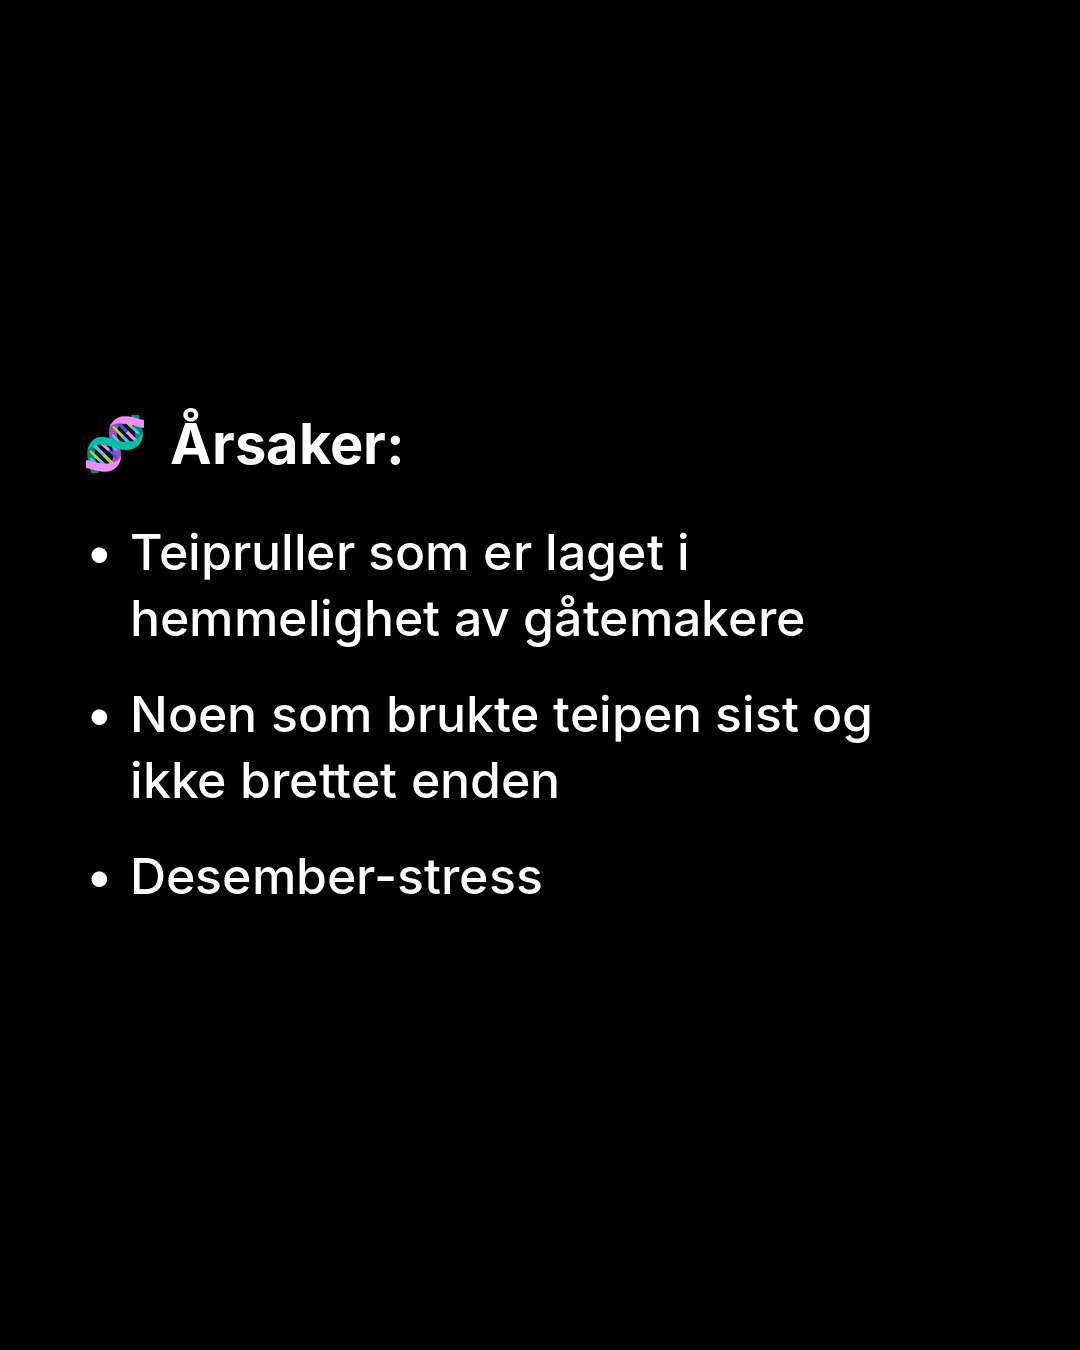 🧬 Årsaker:
• Teipruller som er laget i
hemmelighet av gåtemakere
• Noen som brukte teipen sist og
ikke brettet enden
• Desember-stress